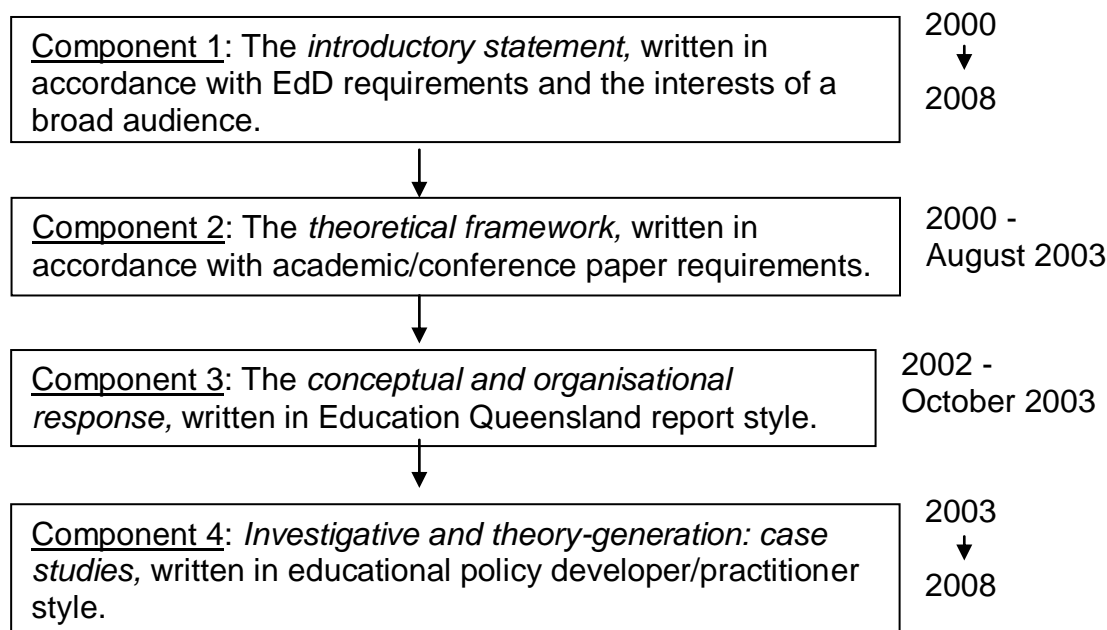 Component 1: The introductory statement, written in
accordance with EdD requirements and the interests of a
broad audience.
2000
2008
Component 2: The theoretical framework, written in
accordance with academic/conference paper requirements.
2000 -
August 2003
Component 3: The conceptual and organisational
response, written in Education Queensland report style.
2002 -
October 2003
Component 4: Investigative and theory-generation: case
studies, written in educational policy developer/practitioner
style.
2003
2008